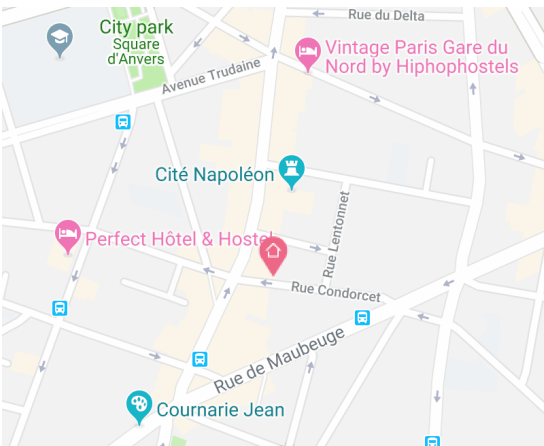 City park
Square
d'Anvers
Rue du Delta
Vintage Paris Gare du
Nord by Hiphophostels
Avenue Trudaine
Cité Napoléon
Rue Lentonnet
Perfect Hôtel & Hostel
Rue Condorcet
Rue de Maubeuge
Cournarie Jean